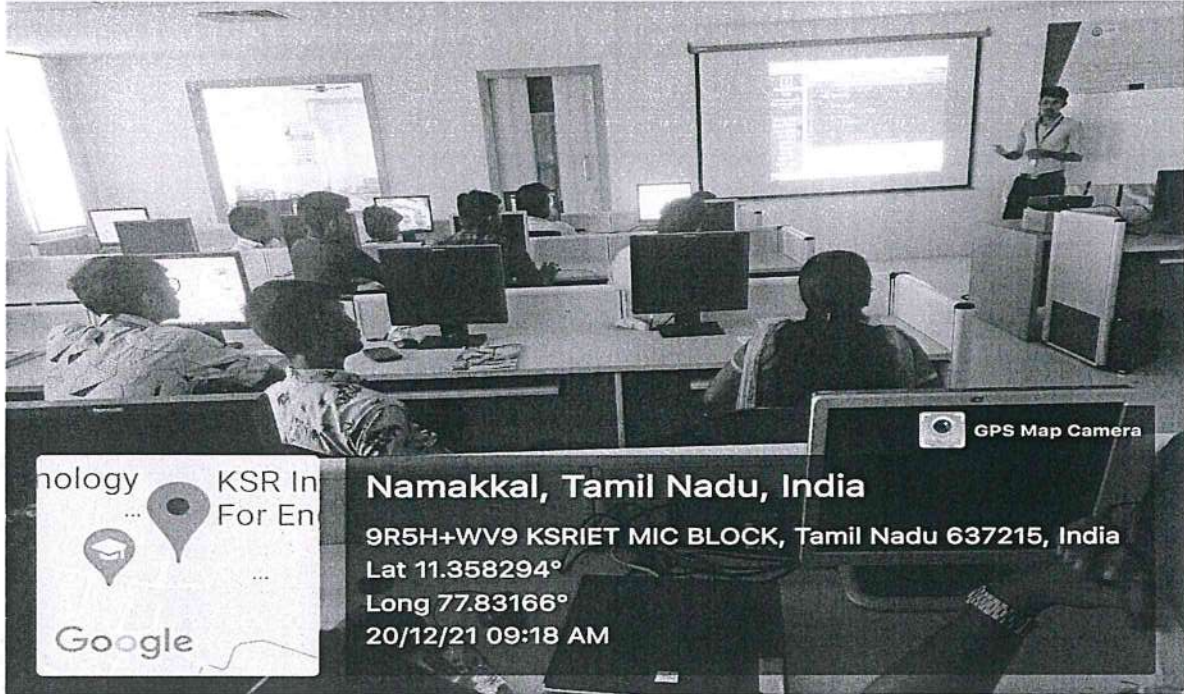 GPS Map Camera
nology
KSR In
For En
Google
Namakkal, Tamil Nadu, India
9R5H+WV9 KSRIET MIC BLOCK, Tamil Nadu 637215, India
Lat 11.358294°
Long 77.83166°
20/12/21 09:18 AM